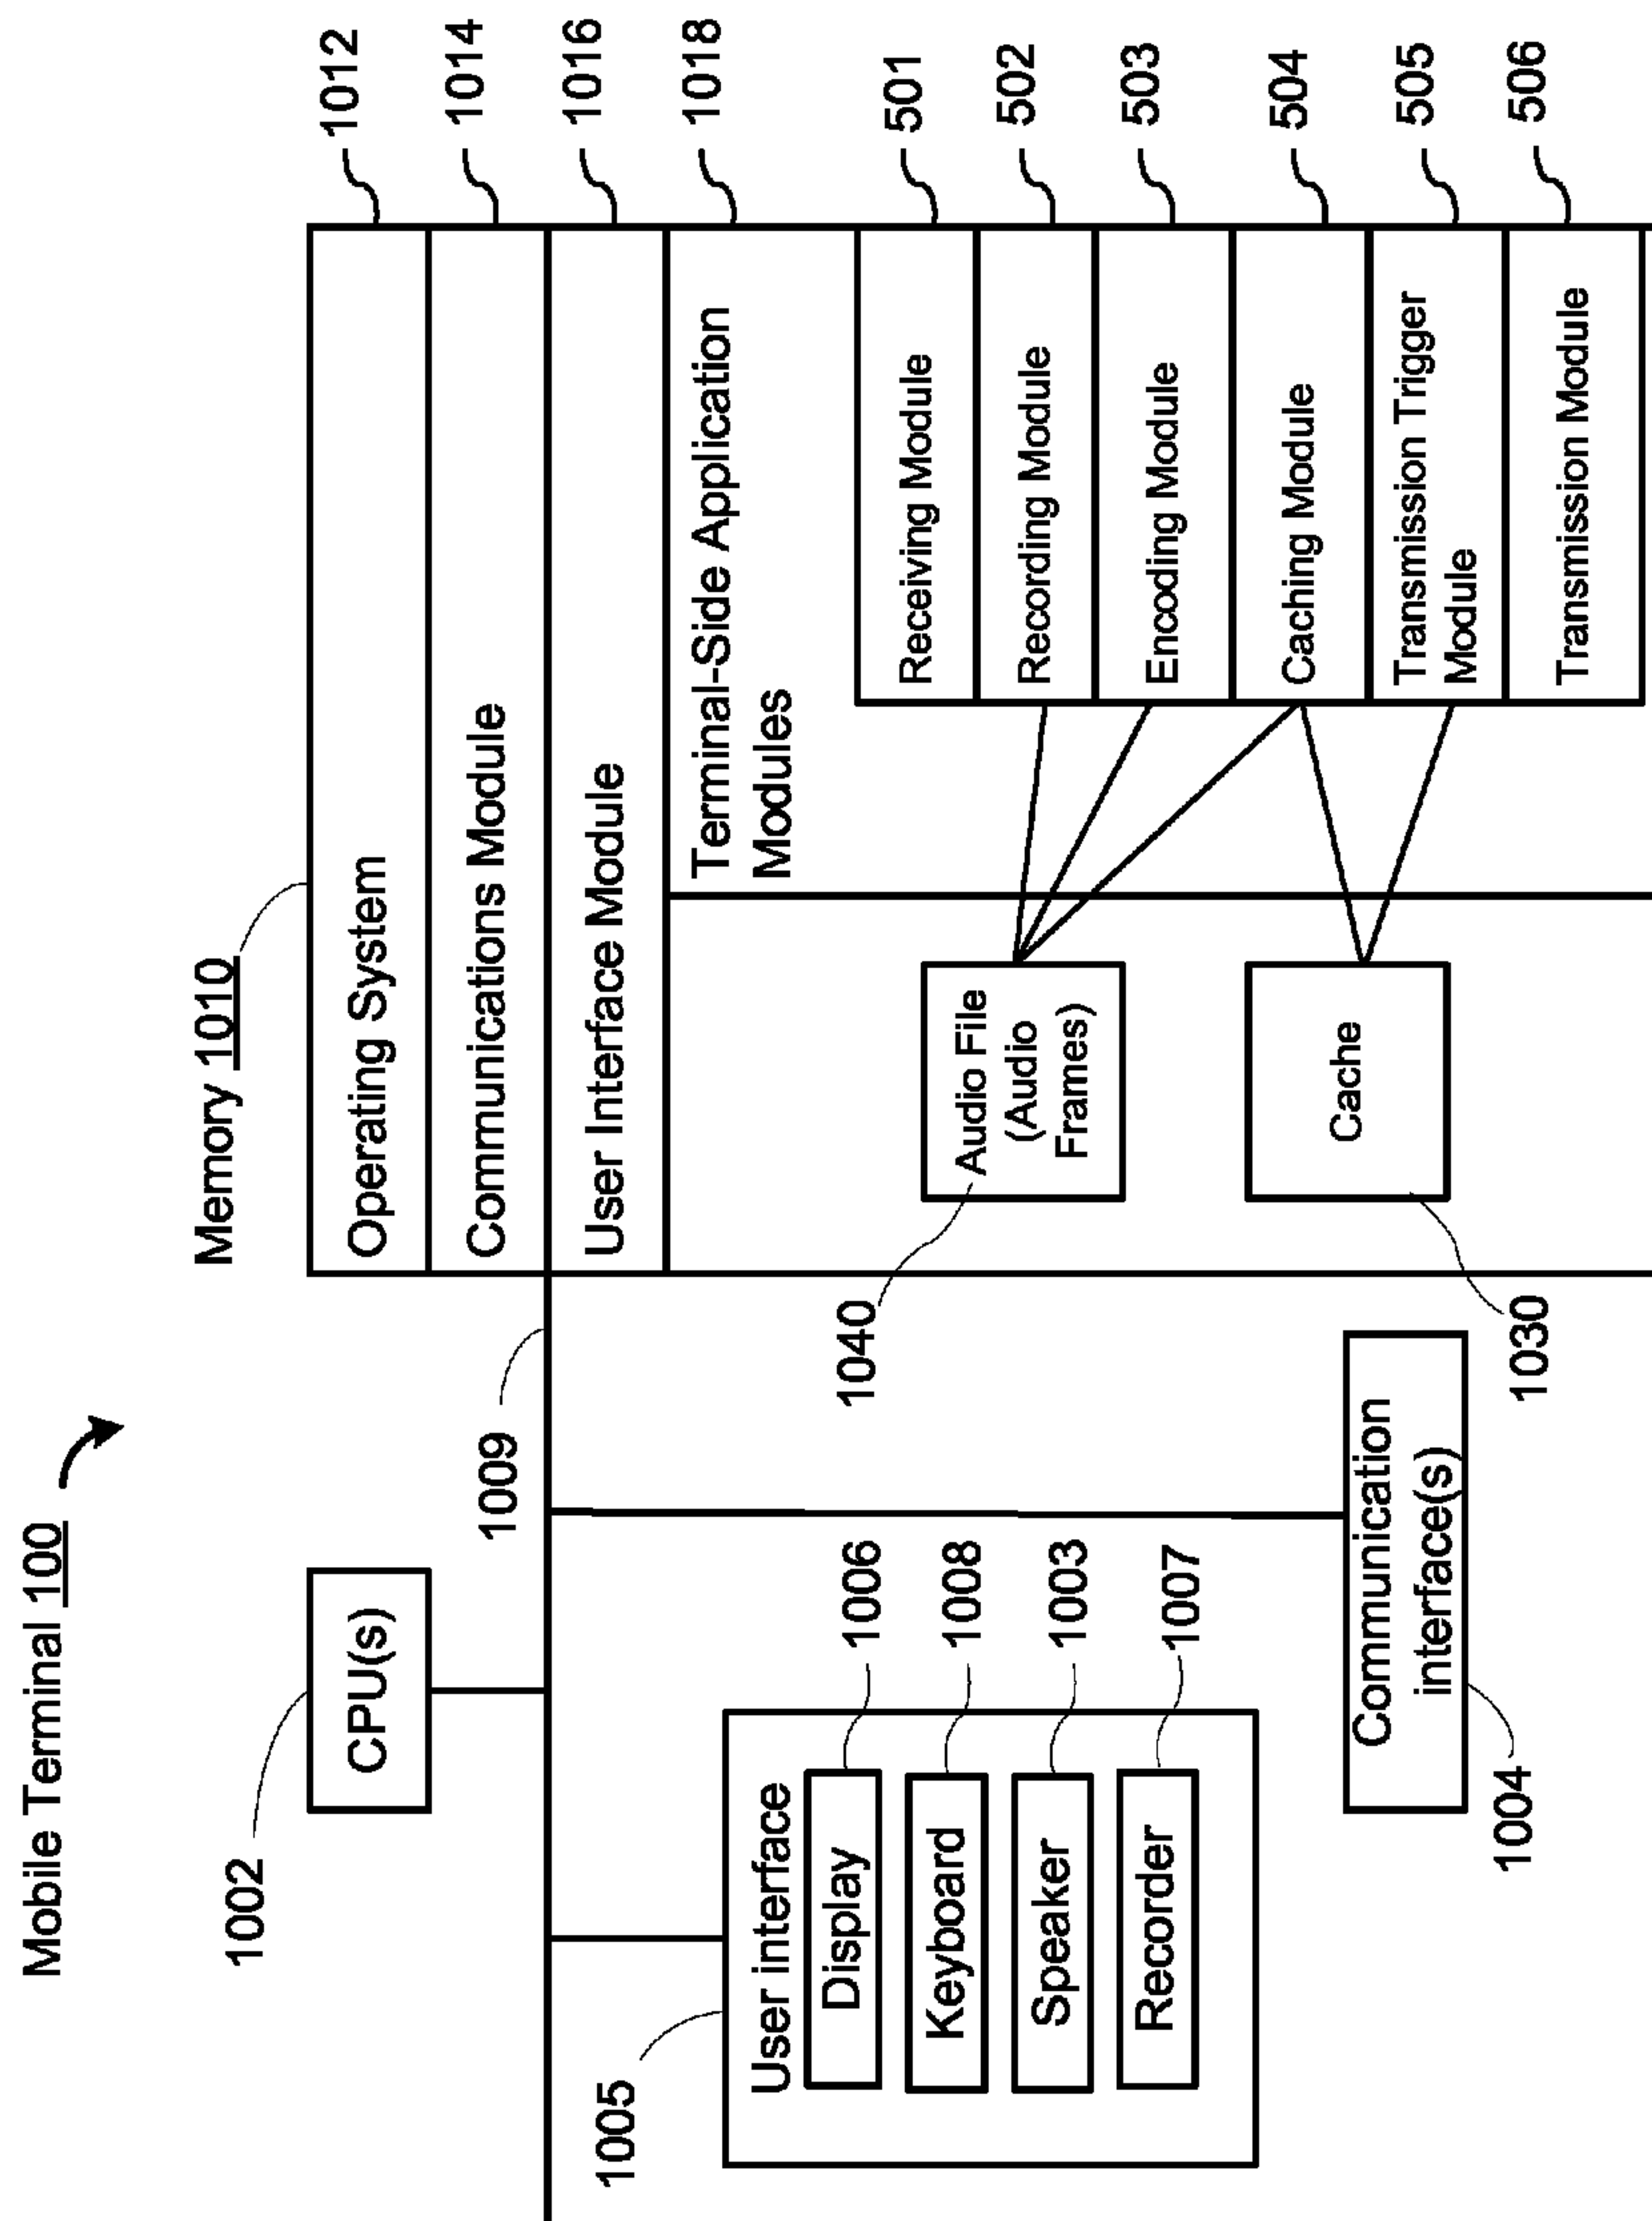 Mobile Terminal 100
1002
CPU(s)
1009
1005
User interface
Display
1006
Keyboard
1008
Speaker
1003
Recorder
1007
Communication
interface(s)
1004
Memory 1010
Operating System
1012
Communications Module
1014
User Interface Module
1016
Terminal-Side Application
Modules
1018
Receiving Module
501
Recording Module
502
Encoding Module
503
Caching Module
504
Transmission Trigger
Module
505
Transmission Module
506
Audio File
(Audio
Frames)
1040
Cache
1030